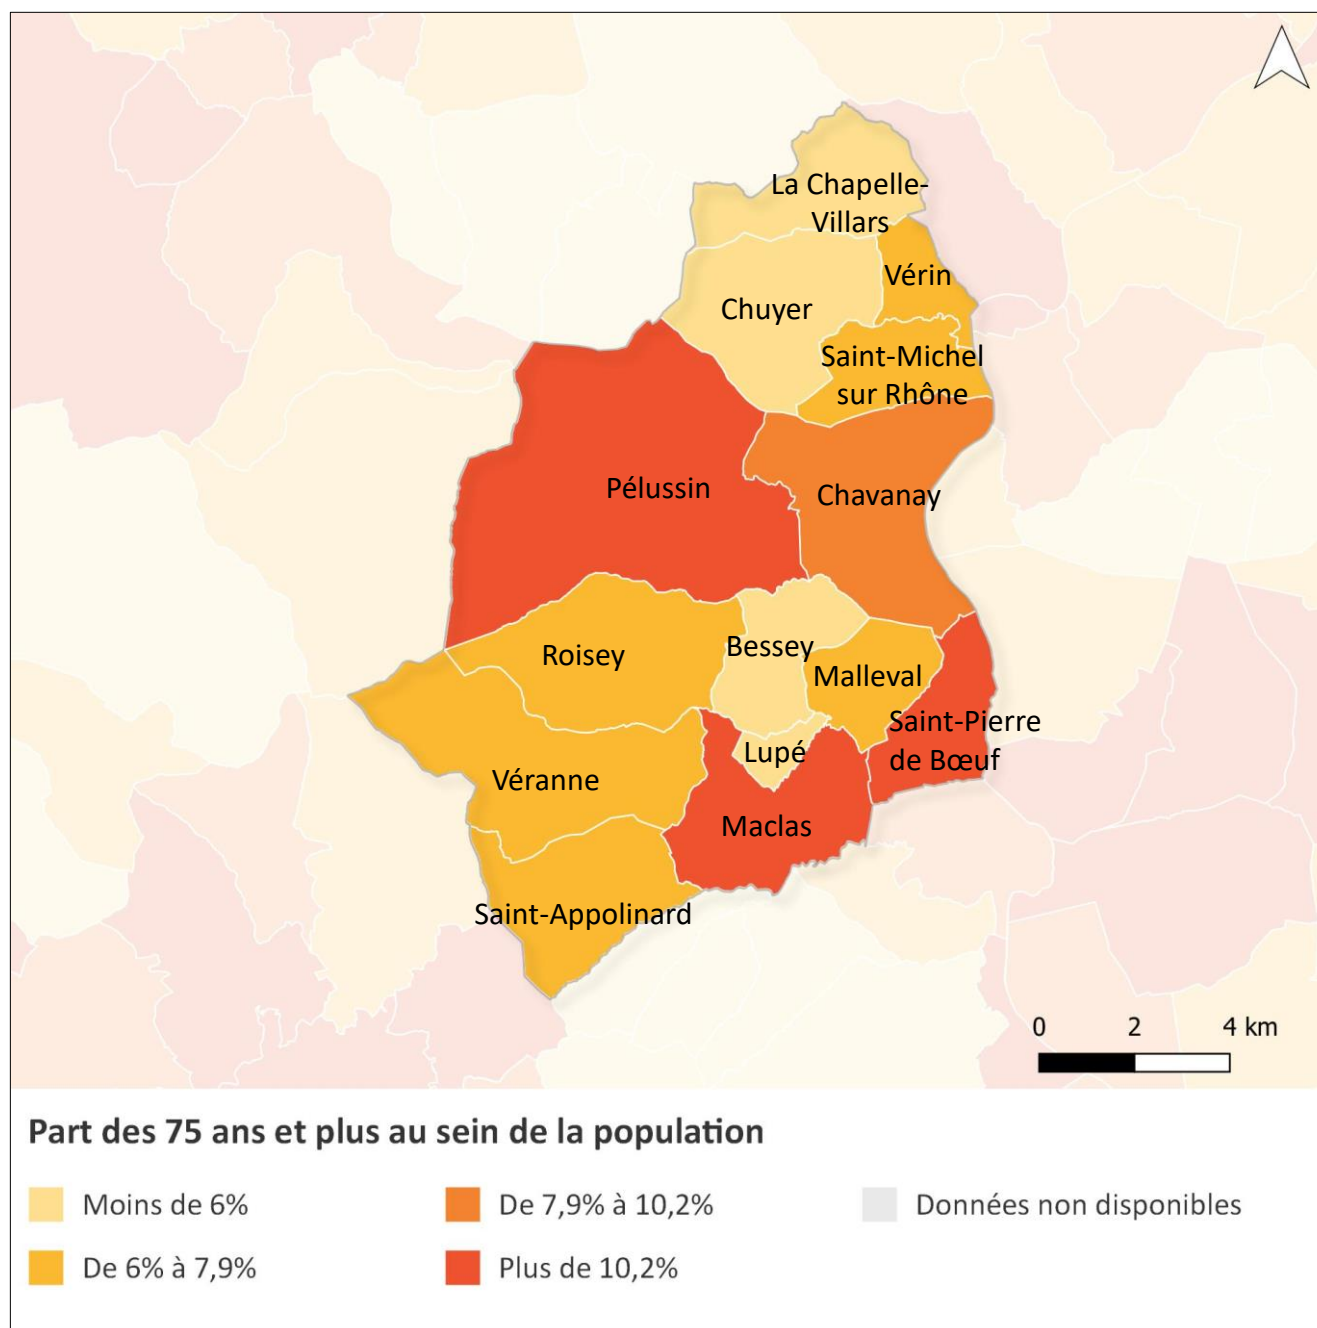 La Chapelle-
Villars
Vérin
Chuyer
Saint-Michel
sur Rhône
Pélussin
Chavanay
Roisey
Bessey
Malleval
Saint-Pierre
de Bœuf
Lupé
Véranne
Maclas
Saint-Appolinard
0 2 4 km
Part des 75 ans et plus au sein de la population
Moins de 6%
De 7,9% à 10,2%
Données non disponibles
De 6% à 7,9%
Plus de 10,2%